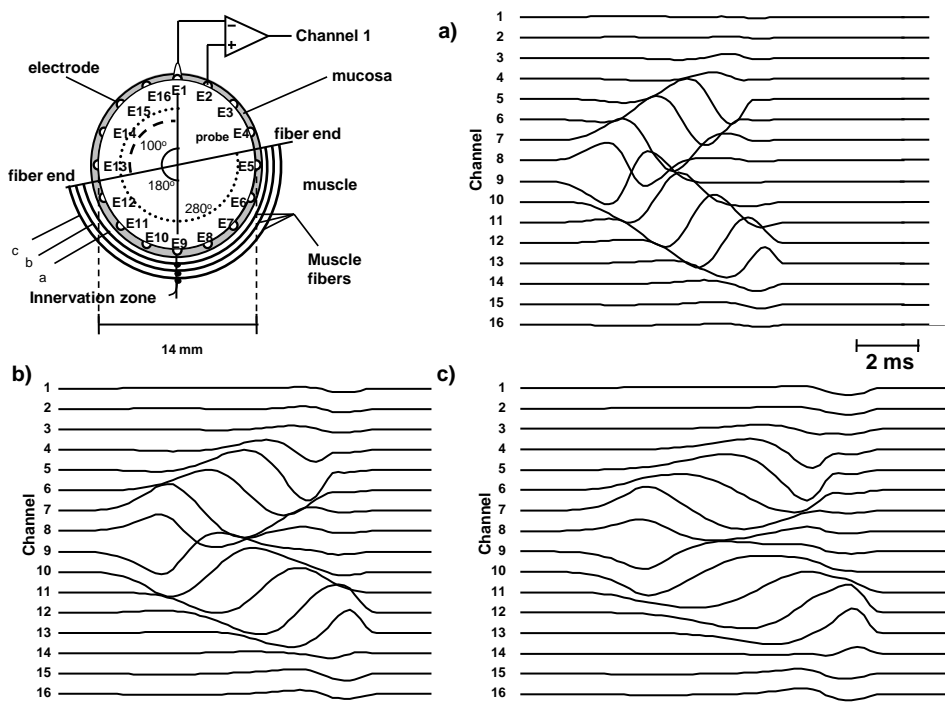 Channel 1
−
+
electrode
mucosa
E1
E2
E3
E4
E5
E6
E7
E8
E9
E10
E11
E12
E13
E14
E15
E16
probe
fiber end
fiber end
100º
180º
280º
muscle
c
b
a
Muscle
fibers
Innervation zone
14 mm
a)
Channel
1
2
3
4
5
6
7
8
9
10
11
12
13
14
15
16
2 ms
b)
Channel
1
2
3
4
5
6
7
8
9
10
11
12
13
14
15
16
c)
Channel
1
2
3
4
5
6
7
8
9
10
11
12
13
14
15
16